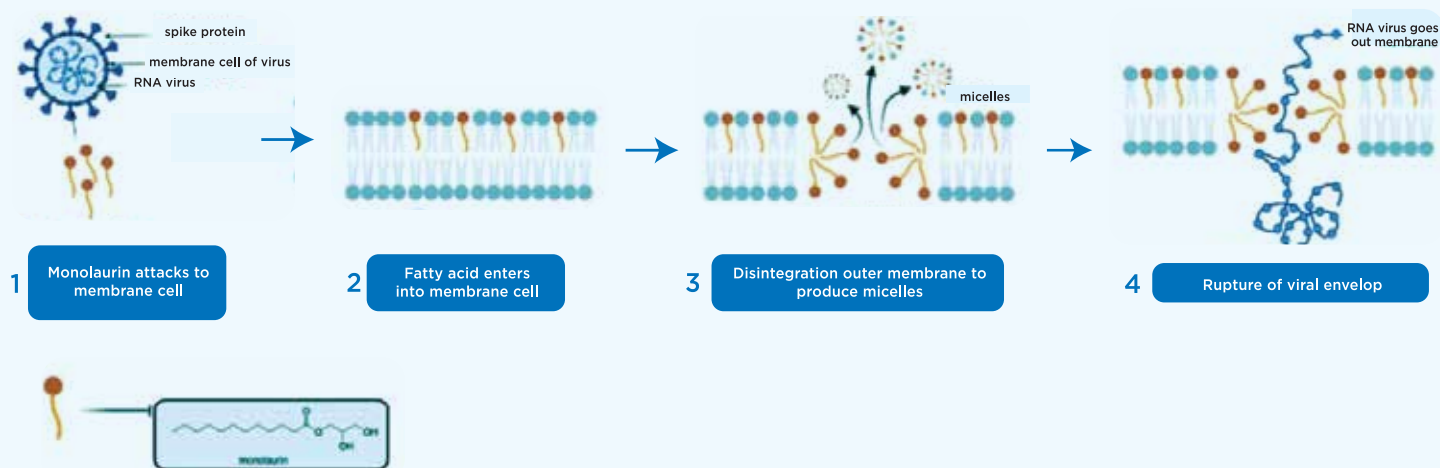 spike protein
membrane cell of virus
RNA virus
micelles
RNA virus goes
out membrane
1
Monolaurin attacks to
membrane cell
2
Fatty acid enters
into membrane cell
3
Disintegration outer membrane to
produce micelles
4
Rupture of viral envelop
O
O
OH
OH
monolaurin